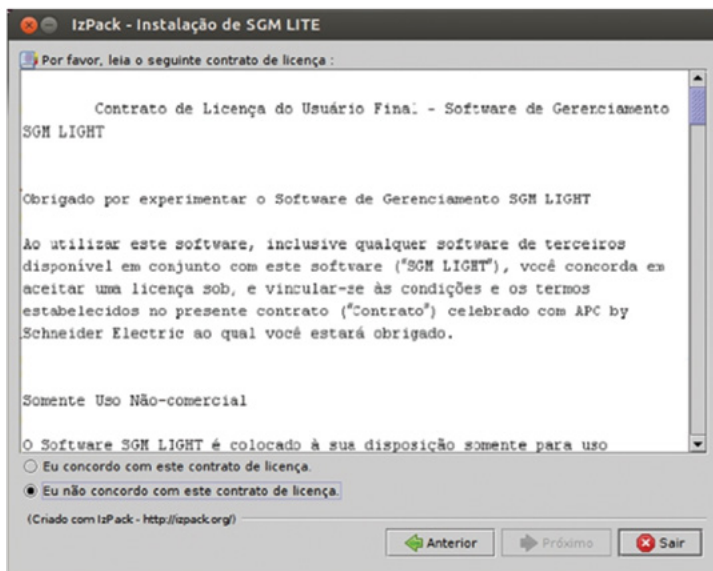 IzPack - Instalação de SGM LITE
Por favor, leia o seguinte contrato de licença :
Contrato de Licença do Usuário Final - Software de Gerenciamento
SGM LIGHT
Obrigado por experimentar o Software de Gerenciamento SGM LIGHT
Ao utilizar este software, inclusive qualquer software de terceiros
disponível em conjunto com este software ("SGM LIGHT"), você concorda em
aceitar uma licença sob, e vincular-se às condições e os termos
estabelecidos no presente contrato ("Contrato") celebrado com APC by
Schneider Electric ao qual você estará obrigado.
Somente Uso Não-comercial
O Software SGM LIGHT é colocado à sua disposição somente para uso
Eu concordo com este contrato de licença.
Eu não concordo com este contrato de licença.
(Criado com IzPack - http://izpack.org/)
Anterior
Próximo
Sair